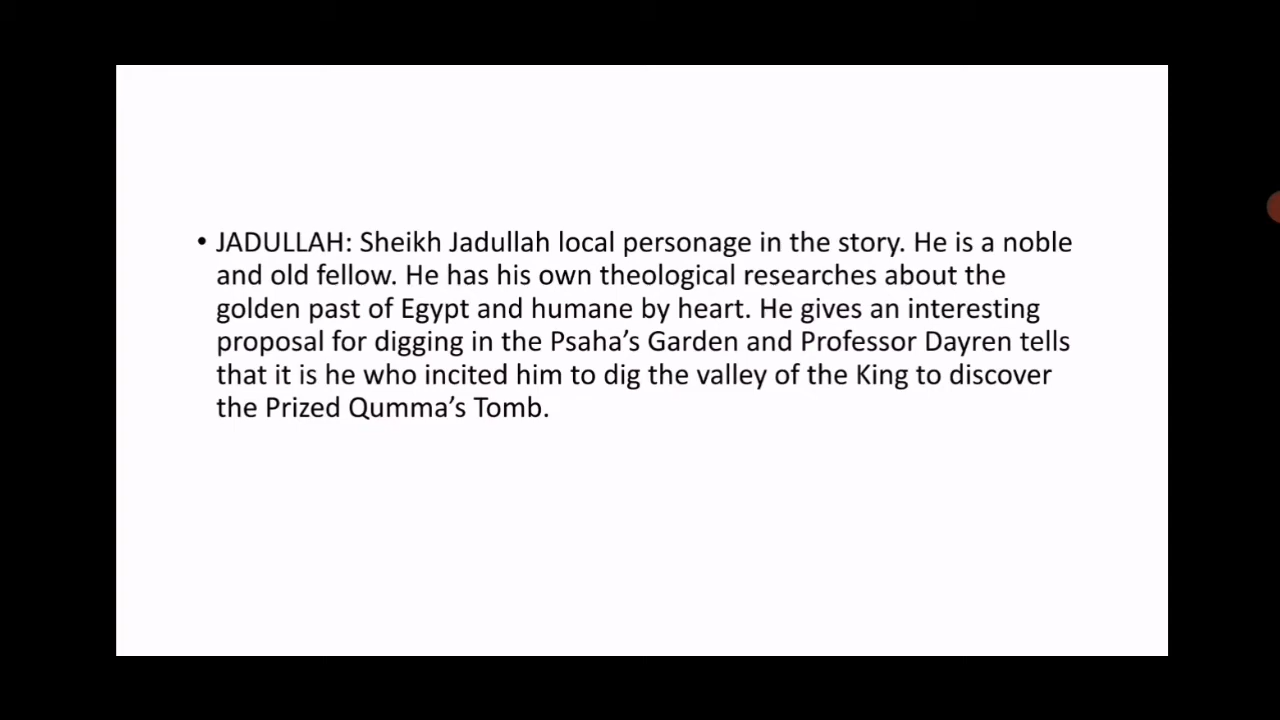 • JADULLAH: Sheikh Jadullah local personage in the story. He is a noble
and old fellow. He has his own theological researches about the
golden past of Egypt and humane by heart. He gives an interesting
proposal for digging in the Psaha’s Garden and Professor Dayren tells
that it is he who incited him to dig the valley of the King to discover
the Prized Qumma’s Tomb.